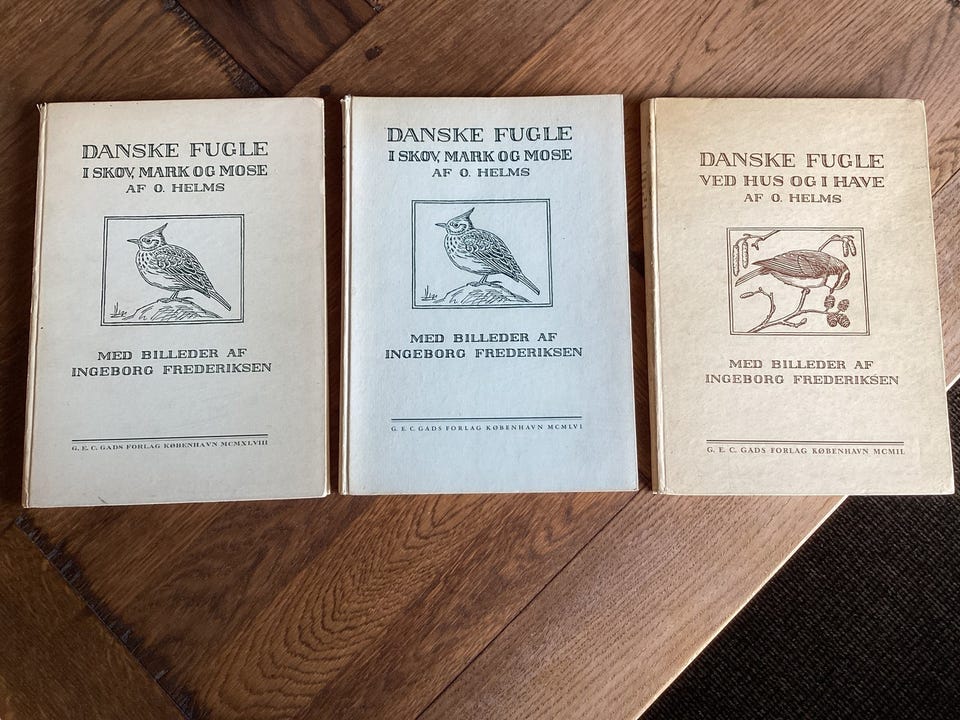 DANSKE FUGLE
I SKOV, MARK OG MOSE
AF O. HELMS
MED BILLEDER AF
INGEBORG FREDERIKSEN
G. E. C. GADS FORLAG KØBENHAVN MCMXLVIII
DANSKE FUGLE
I SKOV, MARK OG MOSE
AF O. HELMS
MED BILLEDER AF
INGEBORG FREDERIKSEN
G. E. C. GADS FORLAG KØBENHAVN MCMLVI
DANSKE FUGLE
VED HUS OG I HAVE
AF O. HELMS
MED BILLEDER AF
INGEBORG FREDERIKSEN
G. E. C. GADS FORLAG KØBENHAVN MCMIL